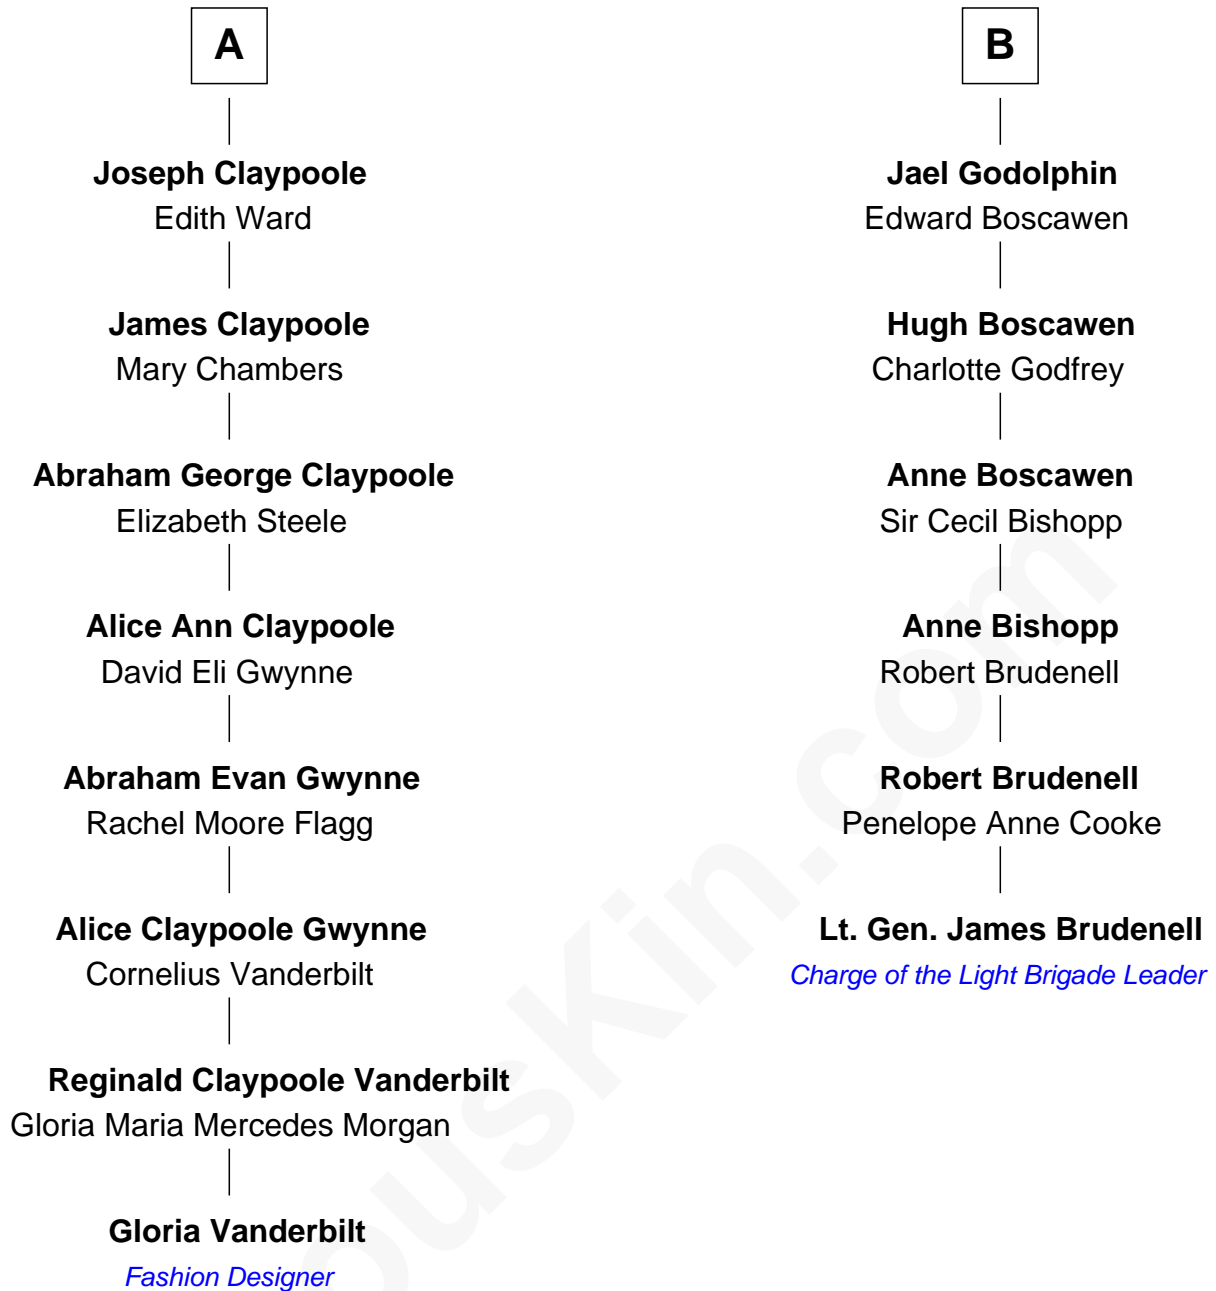 A
Joseph Claypoole
Edith Ward
James Claypoole
Mary Chambers
Abraham George Claypoole
Elizabeth Steele
Alice Ann Claypoole
David Eli Gwynne
Abraham Evan Gwynne
Rachel Moore Flagg
Alice Claypoole Gwynne
Cornelius Vanderbilt
Reginald Claypoole Vanderbilt
Gloria Maria Mercedes Morgan
Gloria Vanderbilt
Fashion Designer
B
Jael Godolphin
Edward Boscawen
Hugh Boscawen
Charlotte Godfrey
Anne Boscawen
Sir Cecil Bishopp
Anne Bishopp
Robert Brudenell
Robert Brudenell
Penelope Anne Cooke
Lt. Gen. James Brudenell
Charge of the Light Brigade Leader
ousKin.com